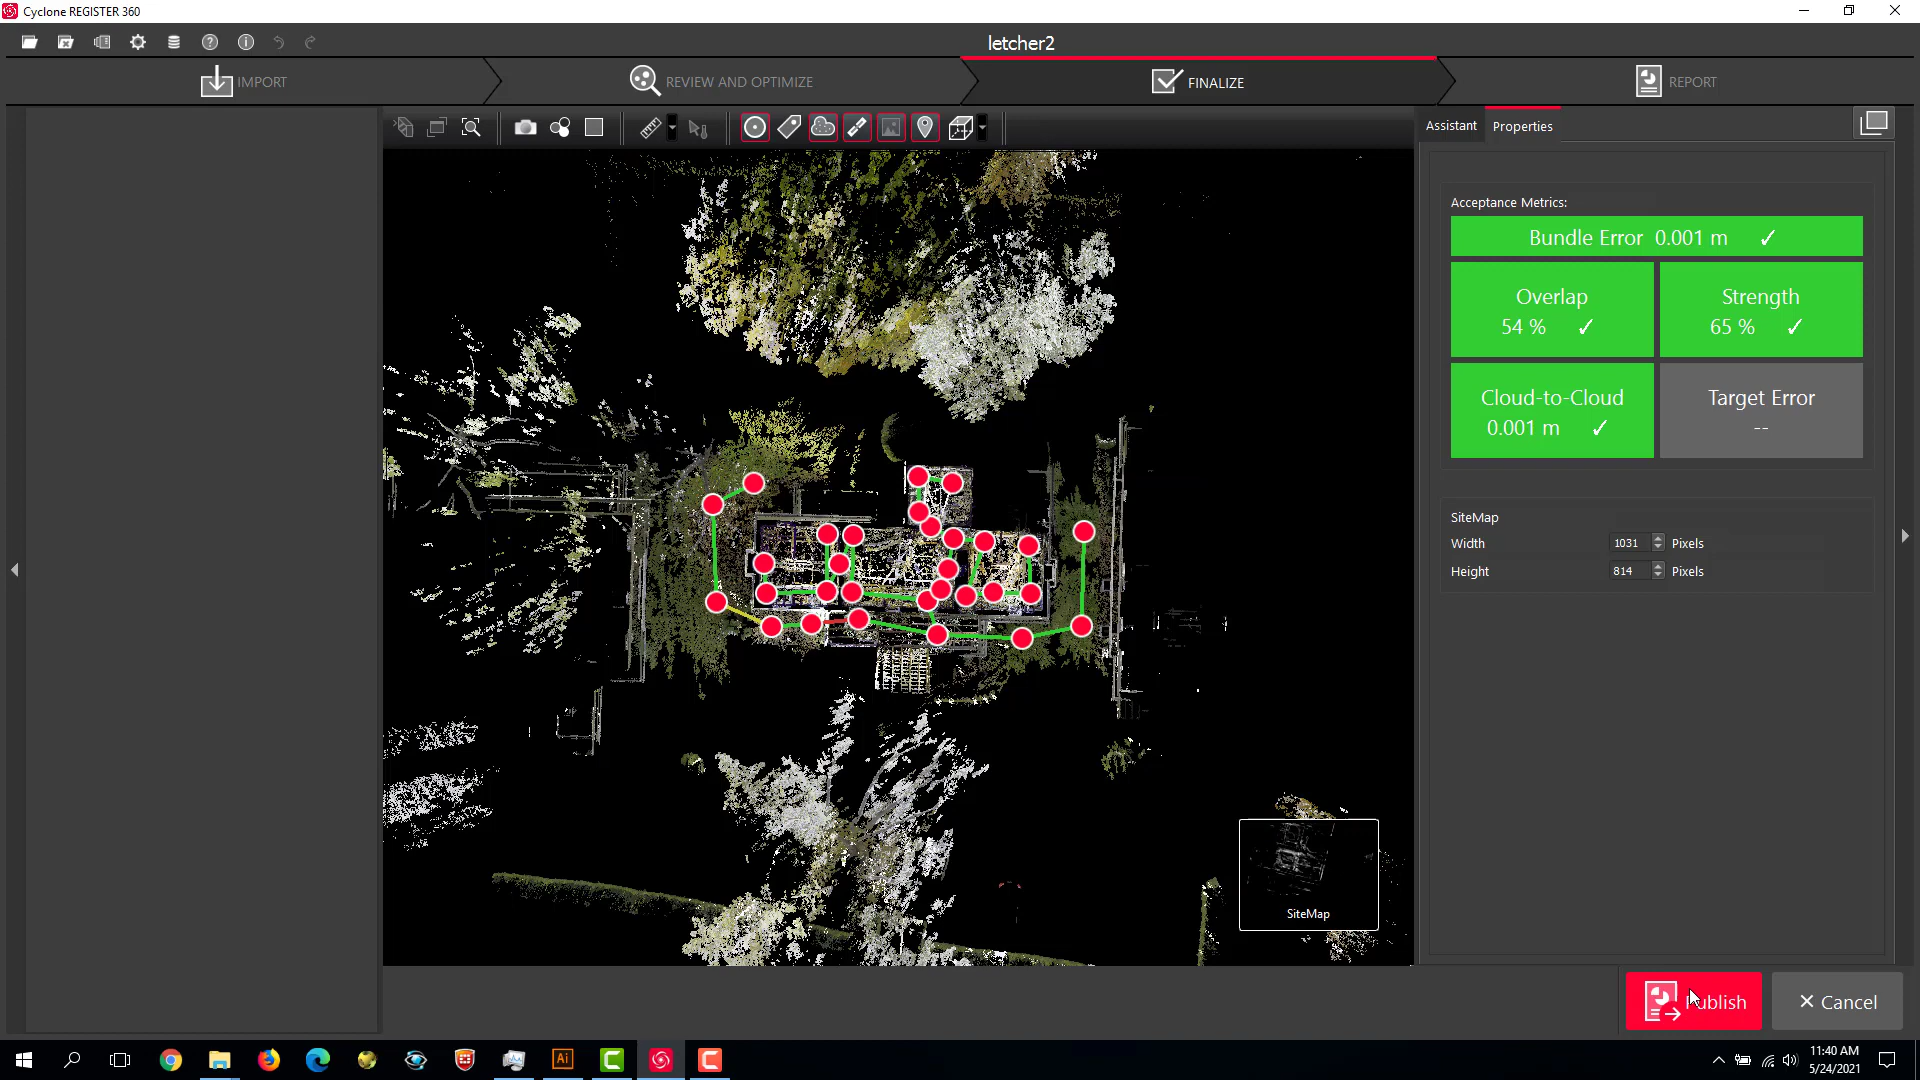 Cyclone REGISTER 360
letcher2
IMPORT
REVIEW AND OPTIMIZE
FINALIZE
REPORT
Assistant
Properties
Acceptance Metrics:
Bundle Error 0.001 m ✓
Overlap
54 % ✓
Strength
65 % ✓
Cloud-to-Cloud
0.001 m ✓
Target Error
--
SiteMap
Width 1031 Pixels
Height 814 Pixels
SiteMap
ublish
Cancel
Ai
11:40 AM
5/24/2021